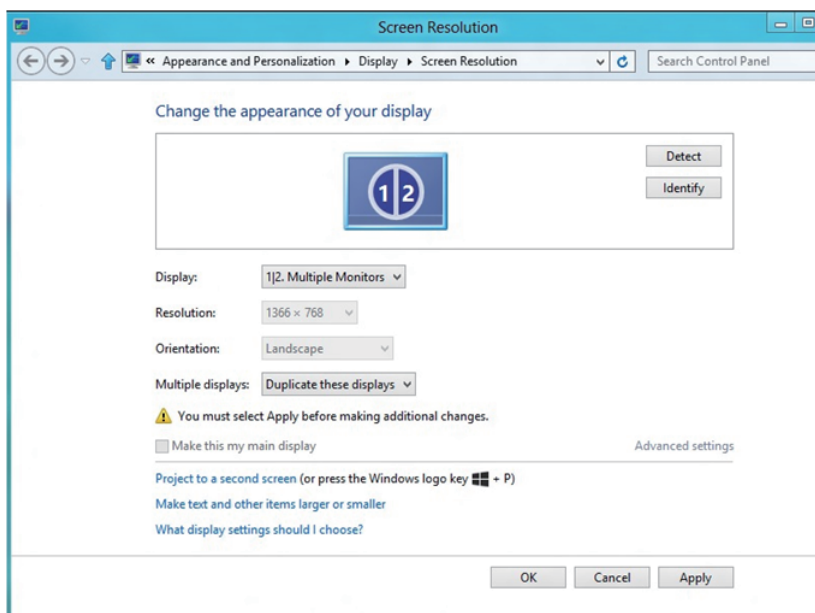 Screen Resolution
« Appearance and Personalization ▸ Display ▸ Screen Resolution Search Control Panel
Change the appearance of your display
1 2
Detect
Identify
Display: 1|2. Multiple Monitors
Resolution: 1366 × 768
Orientation: Landscape
Multiple displays: Duplicate these displays
You must select Apply before making additional changes.
Make this my main display Advanced settings
Project to a second screen (or press the Windows logo key + P)
Make text and other items larger or smaller
What display settings should I choose?
OK Cancel Apply